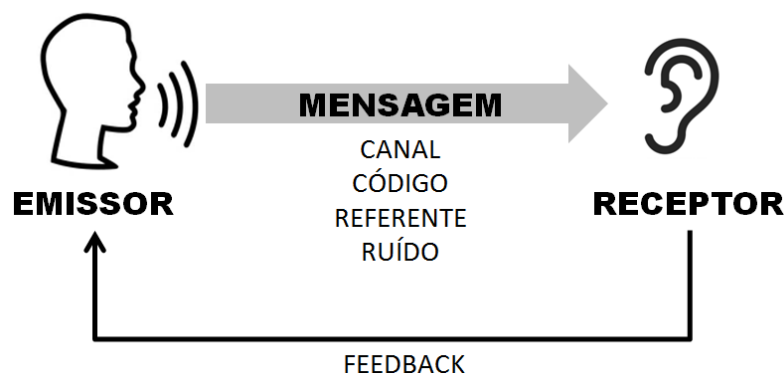 MENSAGEM
CANAL
CÓDIGO
REFERENTE
RUÍDO
EMISSOR
RECEPTOR
FEEDBACK